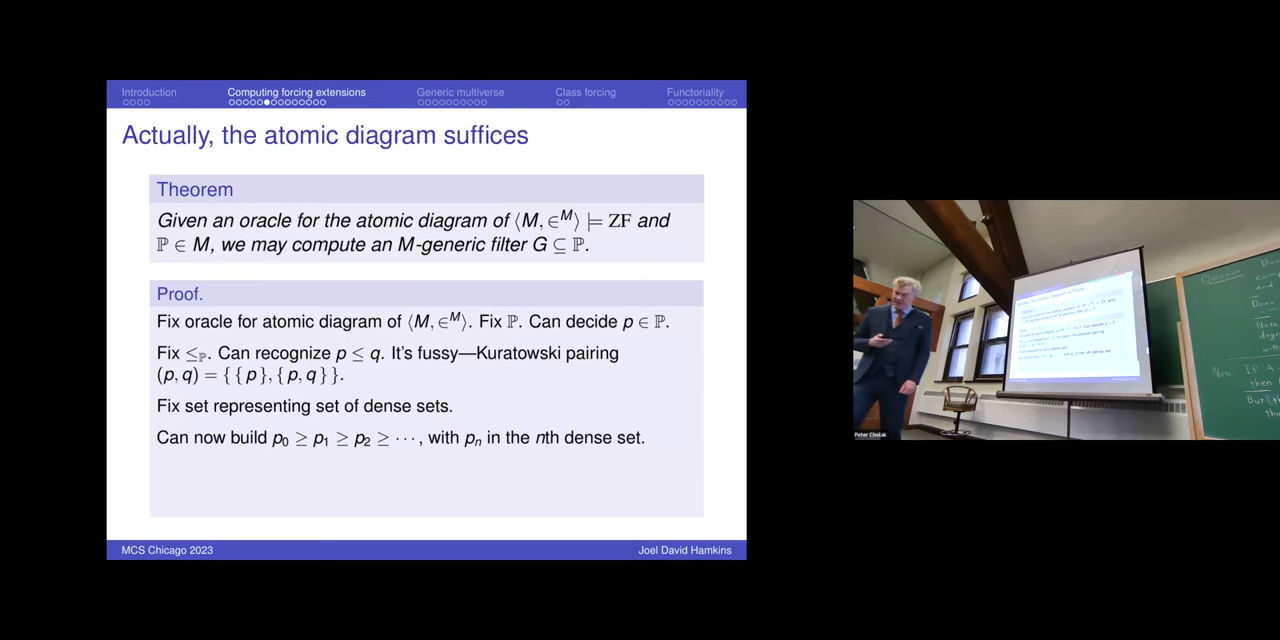 Introduction
Computing forcing extensions
Generic multiverse
Class forcing
Functoriality
Actually, the atomic diagram suffices
Theorem
Given an oracle for the atomic diagram of ⟨M, ∈ᴹ⟩ ⊨ ZF and
ℙ ∈ M, we may compute an M-generic filter G ⊆ ℙ.
Proof.
Fix oracle for atomic diagram of ⟨M, ∈ᴹ⟩. Fix ℙ. Can decide p ∈ ℙ.
Fix ≤_ℙ. Can recognize p ≤ q. It's fussy—Kuratowski pairing
(p, q) = { {p}, {p, q} }.
Fix set representing set of dense sets.
Can now build p₀ ≥ p₁ ≥ p₂ ≥ ⋯, with pₙ in the nth dense set.
MCS Chicago 2023
Joel David Hamkins
Peter Cholak
Question
Note
If A
then